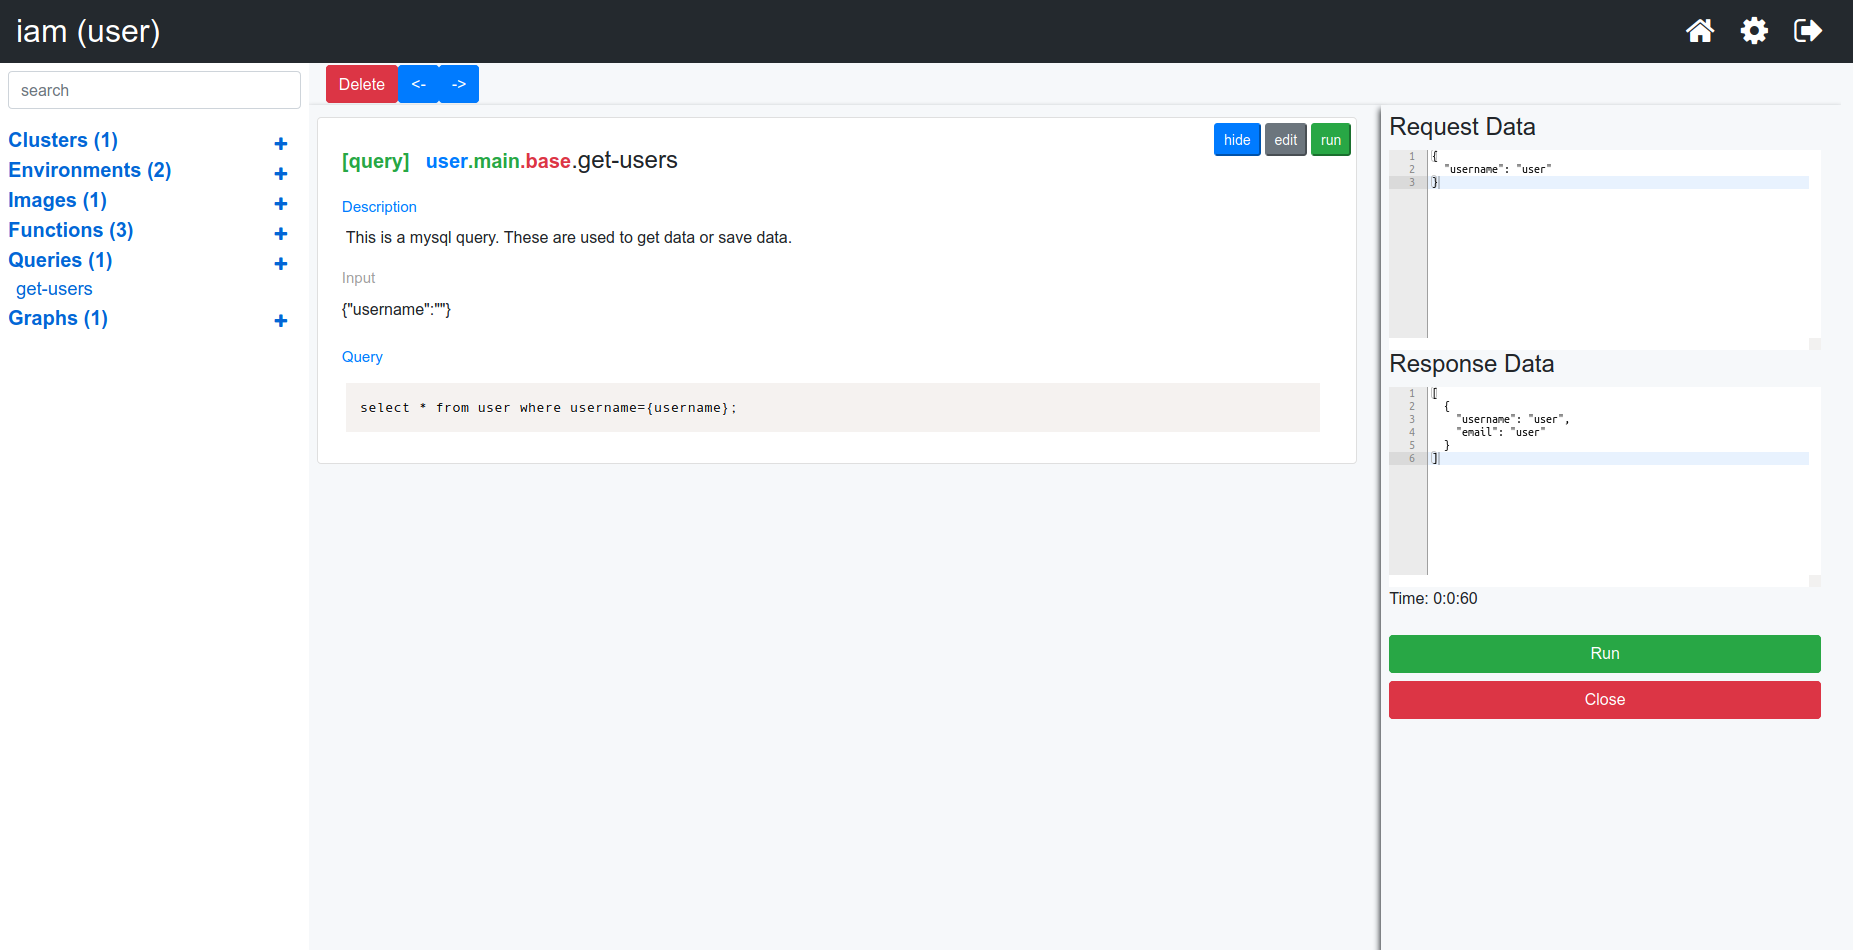 iam (user)
search
Clusters (1)
Environments (2)
Images (1)
Functions (3)
Queries (1)
get-users
Graphs (1)
Delete <- ->
hide edit run
[query] user.main.base.get-users
Description
This is a mysql query. These are used to get data or save data.
Input
{"username":""}
Query
select * from user where username={username};
Request Data
1 {
2 "username": "user"
3 }
Response Data
1 [
2 {
3 "username": "user",
4 "email": "user"
5 }
6 ]
Time: 0:0:60
Run
Close